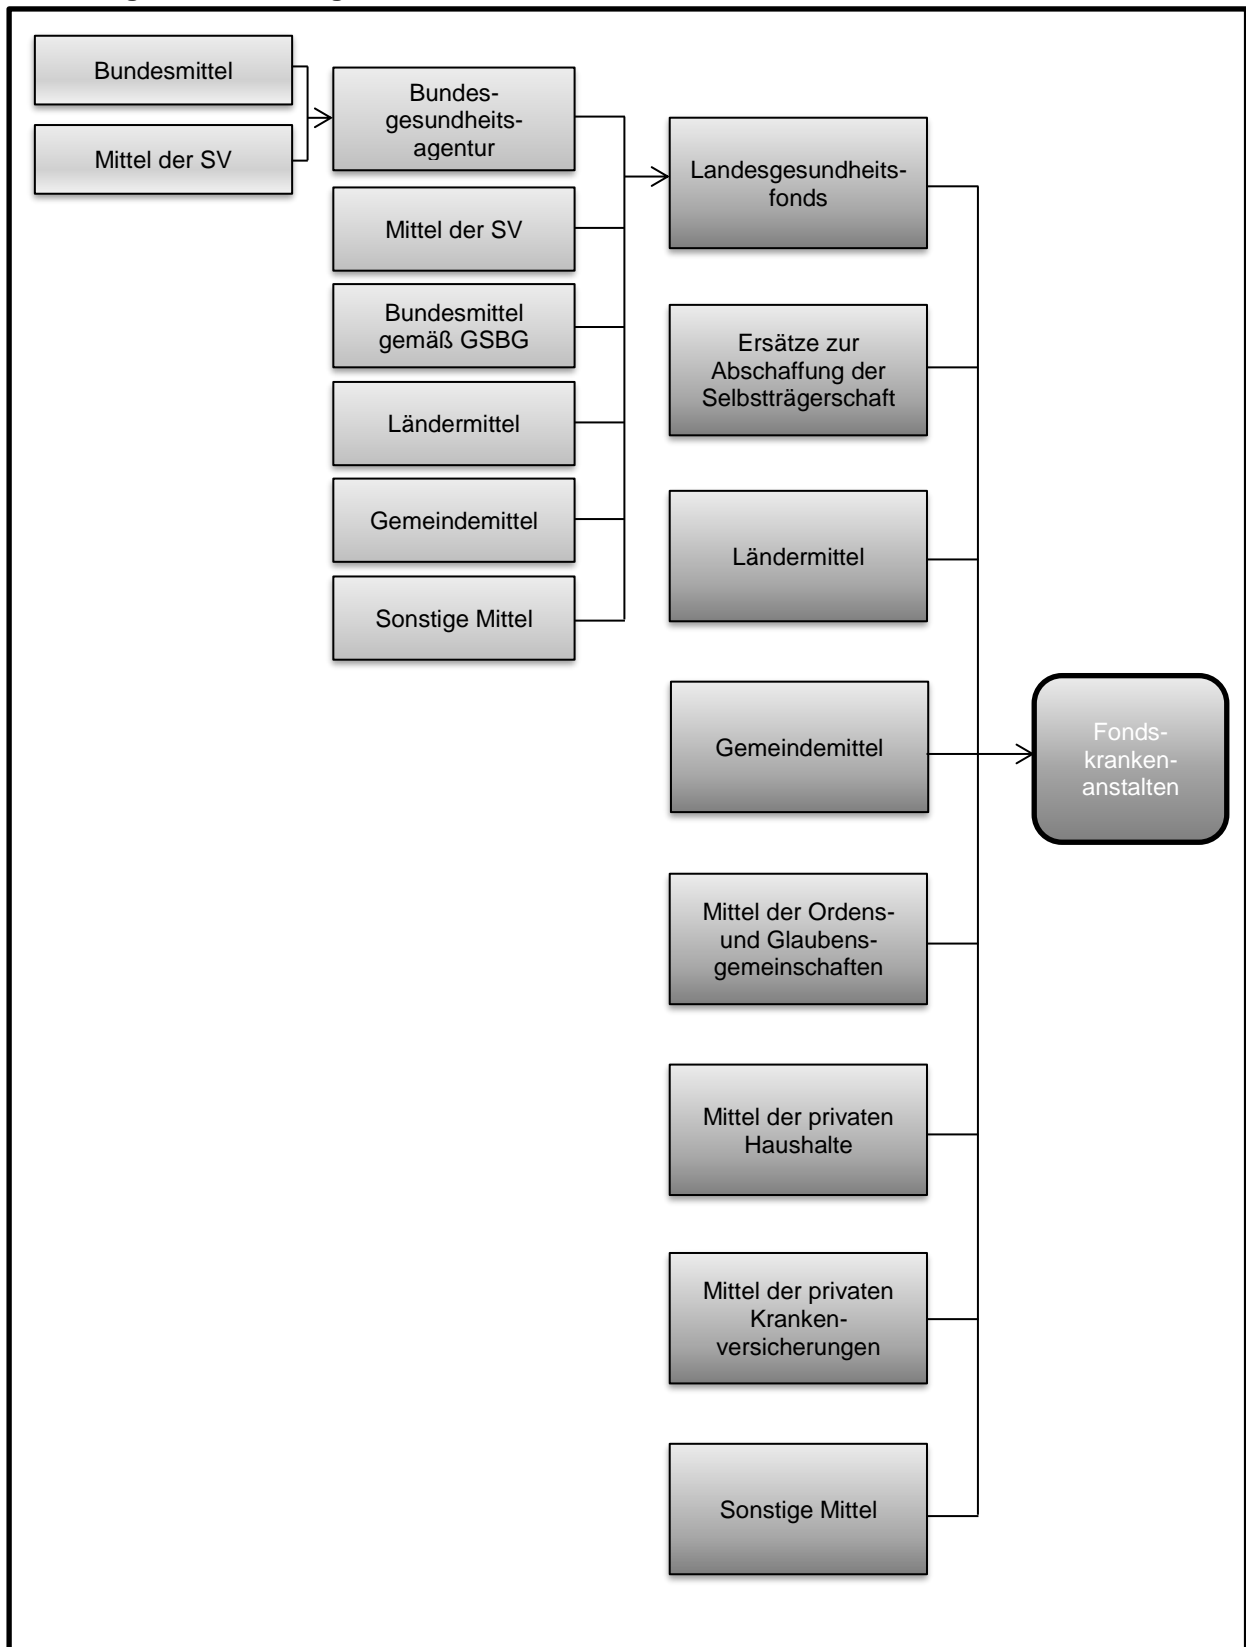 Bundesmittel
Mittel der SV
Bundes-
gesundheits-
agentur
Mittel der SV
Bundesmittel
gemäß GSBG
Ländermittel
Gemeindemittel
Sonstige Mittel
Landesgesundheits-
fonds
Ersätze zur
Abschaffung der
Selbstträgerschaft
Ländermittel
Gemeindemittel
Mittel der Ordens-
und Glaubens-
gemeinschaften
Mittel der privaten
Haushalte
Mittel der privaten
Kranken-
versicherungen
Sonstige Mittel
Fonds-
kranken-
anstalten